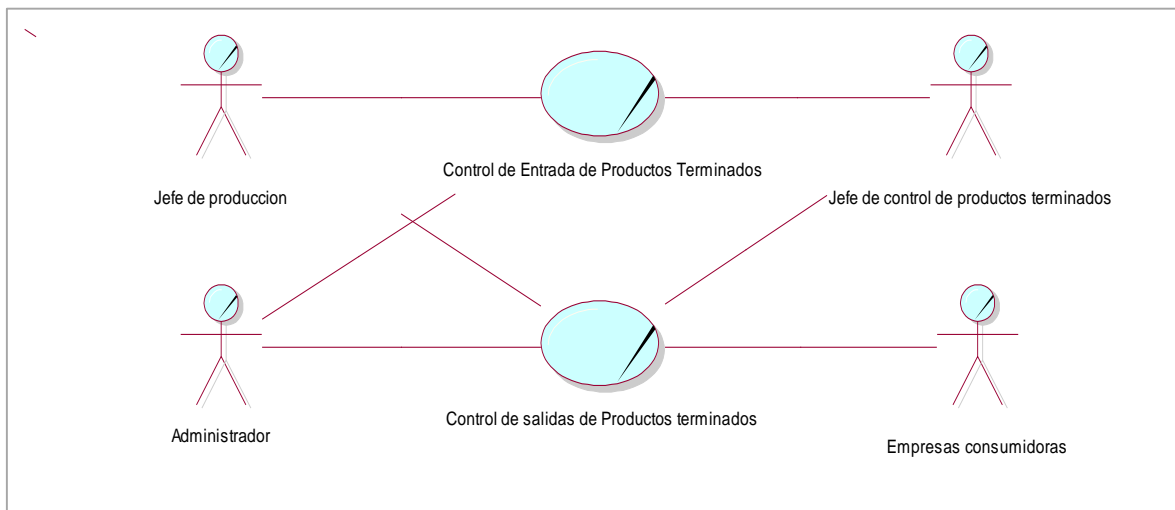 Jefe de produccion
Control de Entrada de Productos Terminados
Jefe de control de productos terminados
Administrador
Control de salidas de Productos terminados
Empresas consumidoras